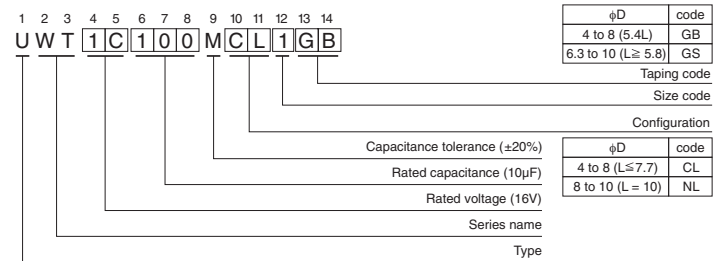 1 2 3 4 5 6 7 8 9 10 11 12 13 14
U W T 1 C 1 0 0 M C L 1 G B
ϕD code
4 to 8 (5.4L) GB
6.3 to 10 (L≧ 5.8) GS
Taping code
Size code
Configuration
ϕD code
4 to 8 (L≦7.7) CL
8 to 10 (L = 10) NL
Capacitance tolerance (±20%)
Rated capacitance (10µF)
Rated voltage (16V)
Series name
Type